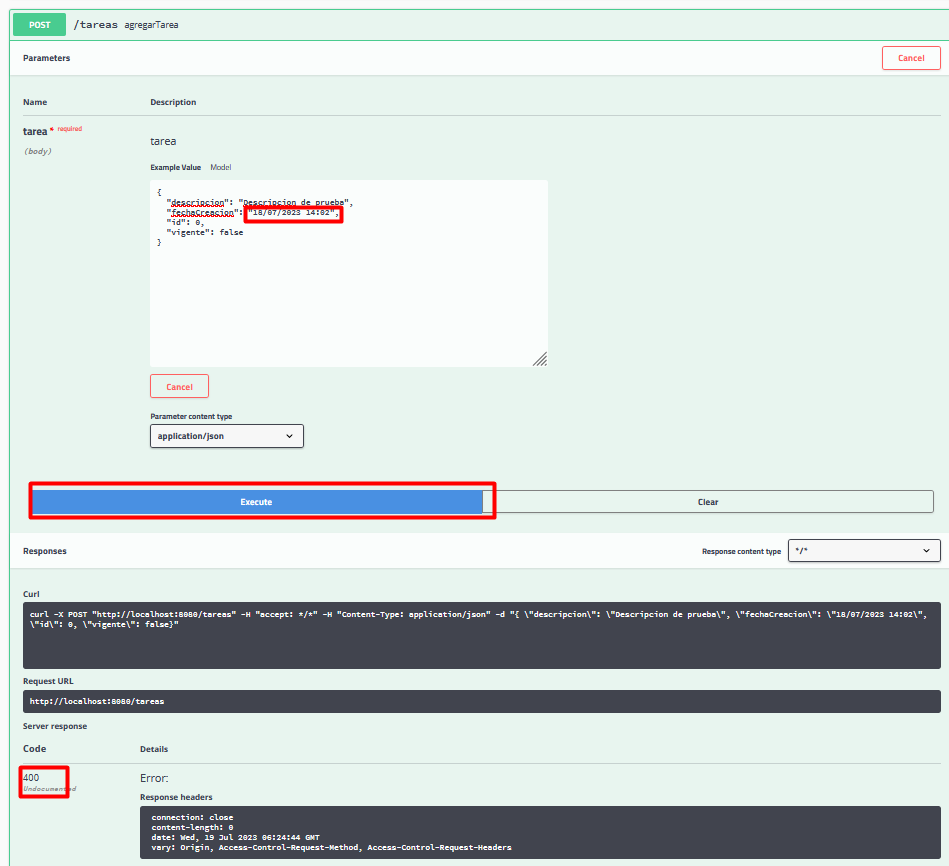 POST /tareas agregarTarea
Parameters
Cancel
Name Description
tarea * required
(body)
tarea
Example Value Model
{
"descripcion": "Descripcion de prueba",
"fechaCreacion": "18/07/2023 14:02",
"id": 0,
"vigente": false
}
Cancel
Parameter content type
application/json
Execute Clear
Responses Response content type */*
Curl
curl -X POST "http://localhost:8080/tareas" -H "accept: */*" -H "Content-Type: application/json" -d "{ \"descripcion\": \"Descripcion de prueba\", \"fechaCreacion\": \"18/07/2023 14:02\",
\"id\": 0, \"vigente\": false}"
Request URL
http://localhost:8080/tareas
Server response
Code Details
400 Error:
Undocumented
Response headers
connection: close
content-length: 0
date: Wed, 19 Jul 2023 06:24:44 GMT
vary: Origin, Access-Control-Request-Method, Access-Control-Request-Headers